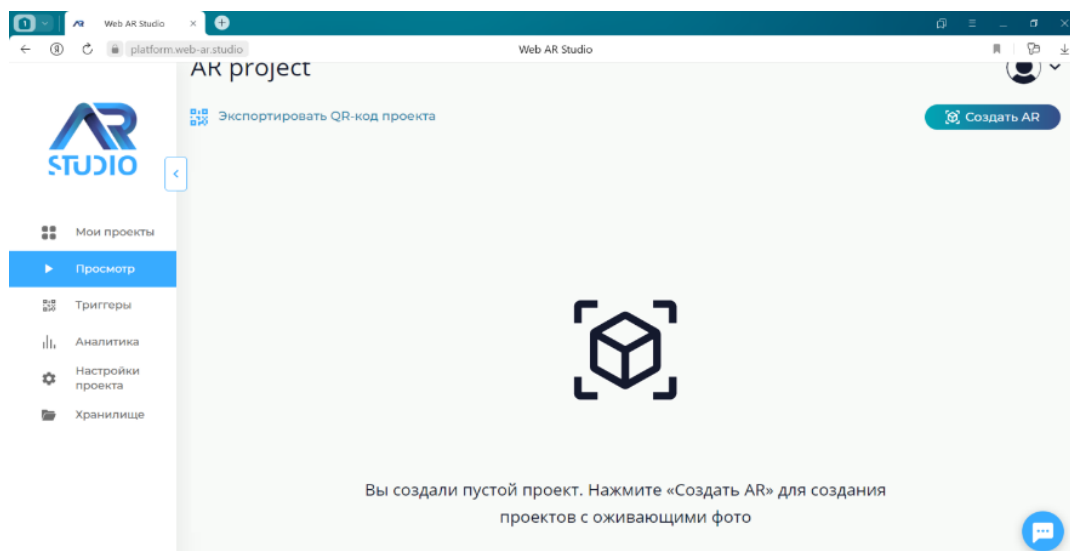 1
Web AR Studio
platform.web-ar.studio
Web AR Studio
AR project
Экспортировать QR-код проекта
Создать AR
AR
STUDIO
Мои проекты
Просмотр
Триггеры
Аналитика
Настройки
проекта
Хранилище
Вы создали пустой проект. Нажмите «Создать AR» для создания
проектов с оживающими фото